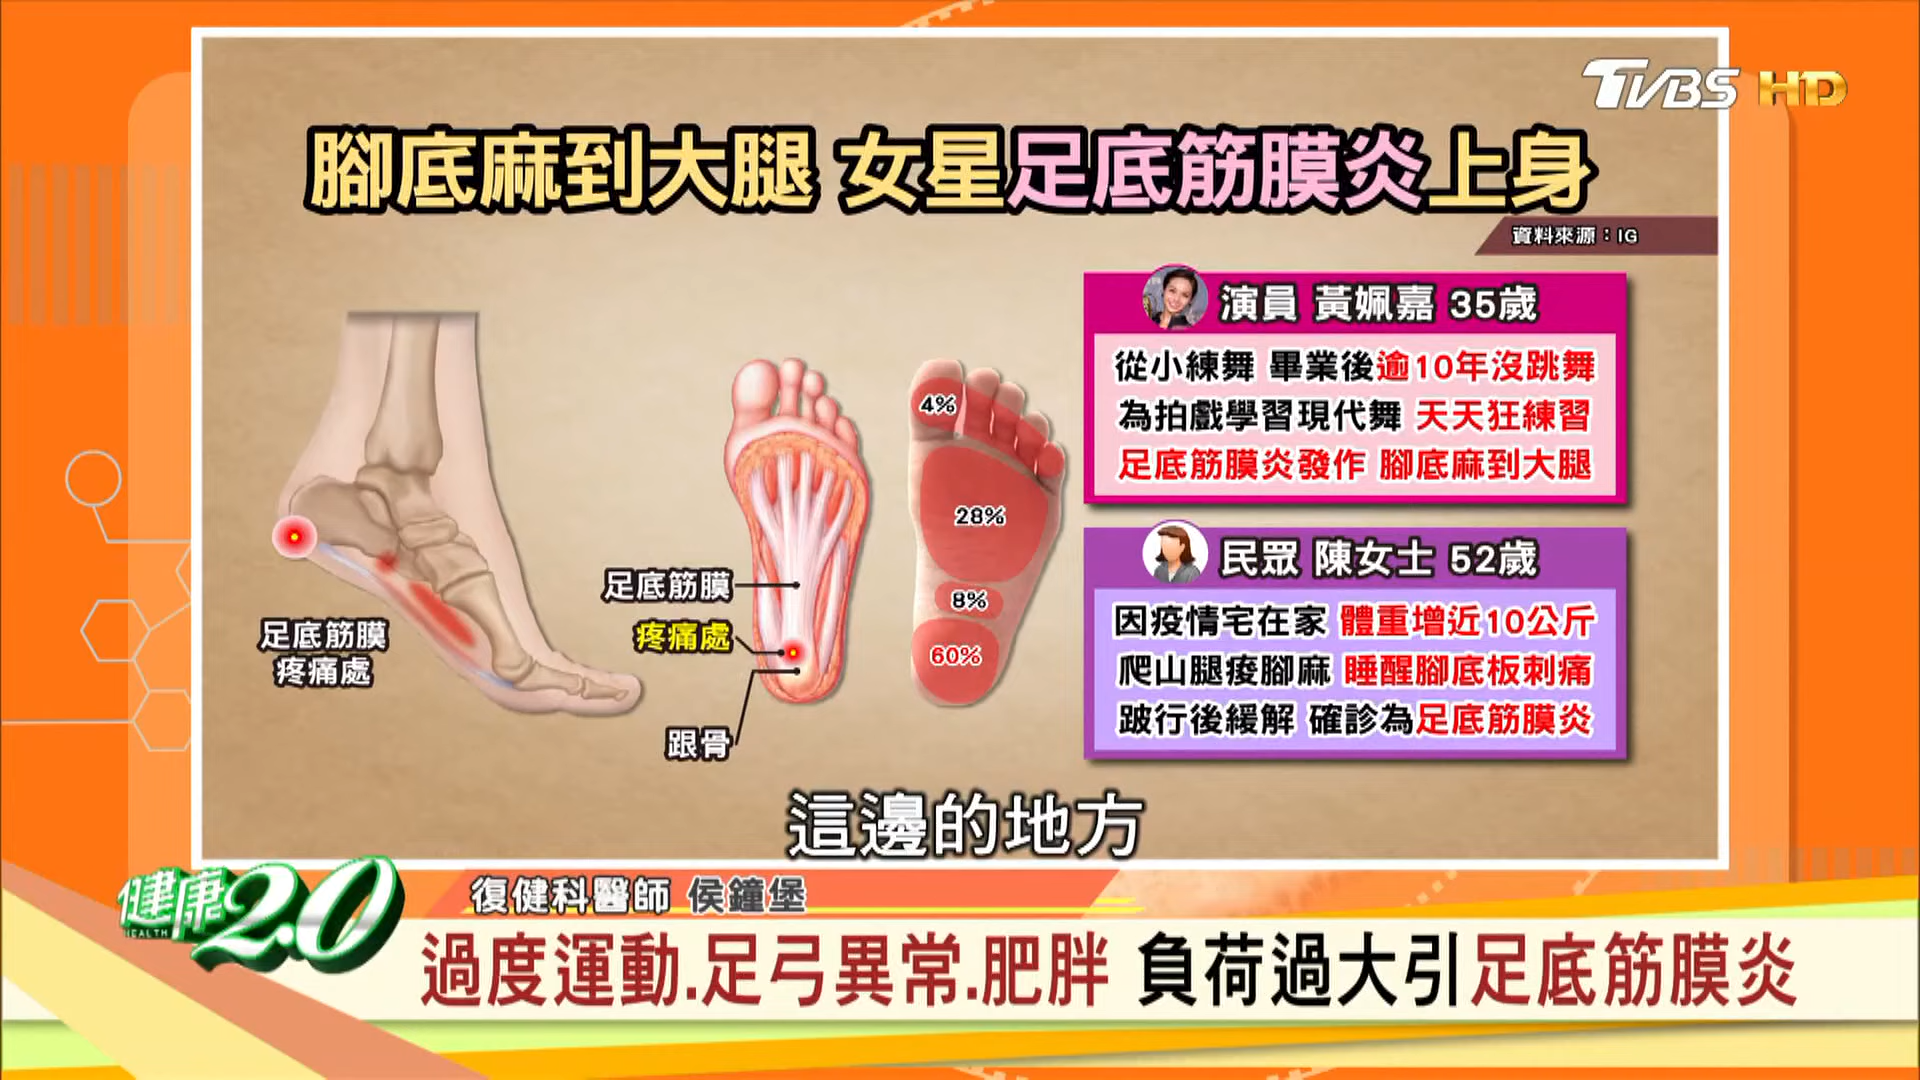 TVBS HD
腳底麻到大腿 女星足底筋膜炎上身
資料來源：IG
演員 黃姵嘉 35歲
從小練舞 畢業後逾10年沒跳舞
為拍戲學習現代舞 天天狂練習
足底筋膜炎發作 腳底麻到大腿
民眾 陳女士 52歲
因疫情宅在家 體重增近10公斤
爬山腿痠腳麻 睡醒腳底板刺痛
跛行後緩解 確診為足底筋膜炎
足底筋膜
疼痛處
足底筋膜
疼痛處
跟骨
4%
28%
8%
60%
這邊的地方
健康2.0
HEALTH
復健科醫師 侯鐘堡
過度運動.足弓異常.肥胖 負荷過大引足底筋膜炎